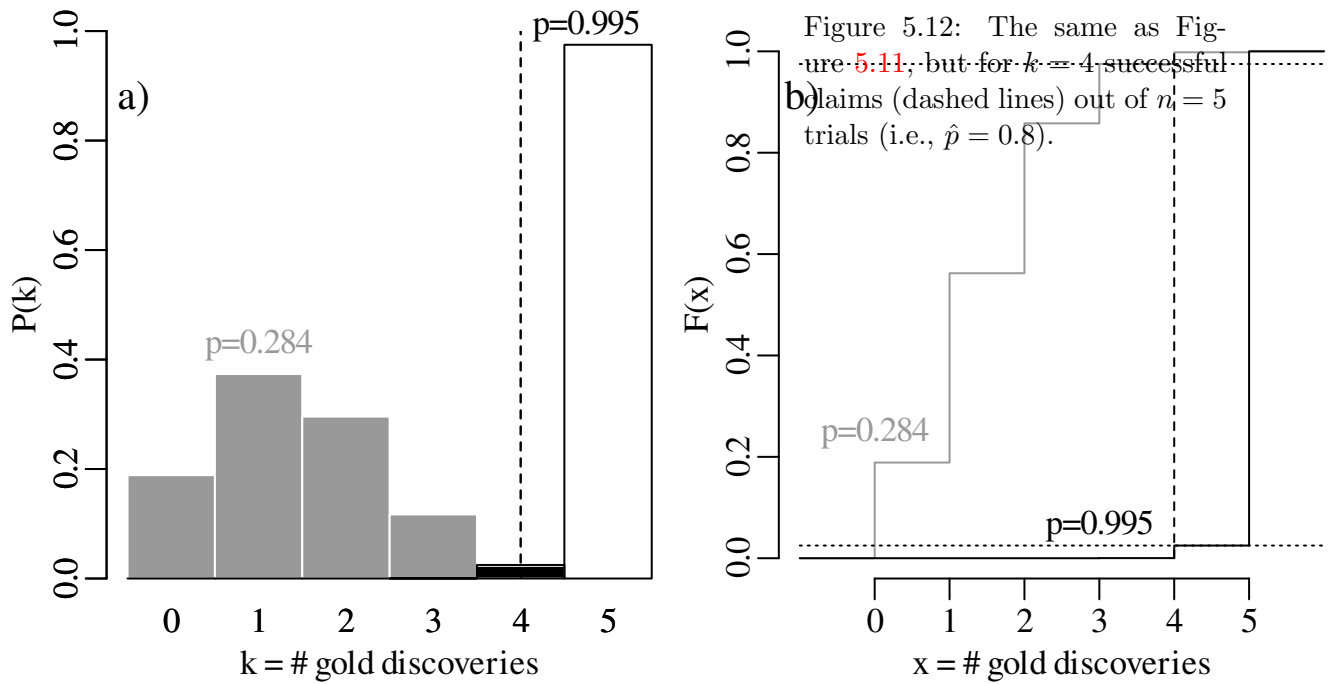 1.0
0.8
0.6
0.4
0.2
0.0
P(k)
a)
p=0.995
p=0.284
0 1 2 3 4 5
k = # gold discoveries
Figure 5.12: The same as Fig-
ure 5.11, but for k = 4 successful
claims (dashed lines) out of n = 5
trials (i.e., p̂ = 0.8).
1.0
0.8
0.6
0.4
0.2
0.0
F(x)
b)
p=0.284
p=0.995
0 1 2 3 4 5
x = # gold discoveries